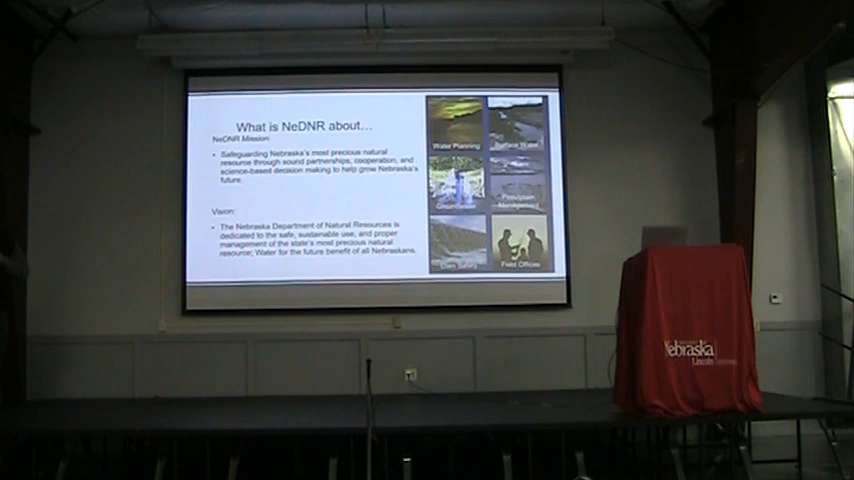 What is NeDNR about…
NeDNR Mission:
• Safeguarding Nebraska's most precious natural
resource through sound partnerships, cooperation, and
science-based decision making to help grow Nebraska's
future.
Vision:
• The Nebraska Department of Natural Resources is
dedicated to the safe, sustainable use, and proper
management of the state's most precious natural
resource; Water for the future benefit of all Nebraskans.
Water Planning
Surface Water
Groundwater
Floodplain
Management
Dam Safety
Field Offices
Nebraska
Lincoln